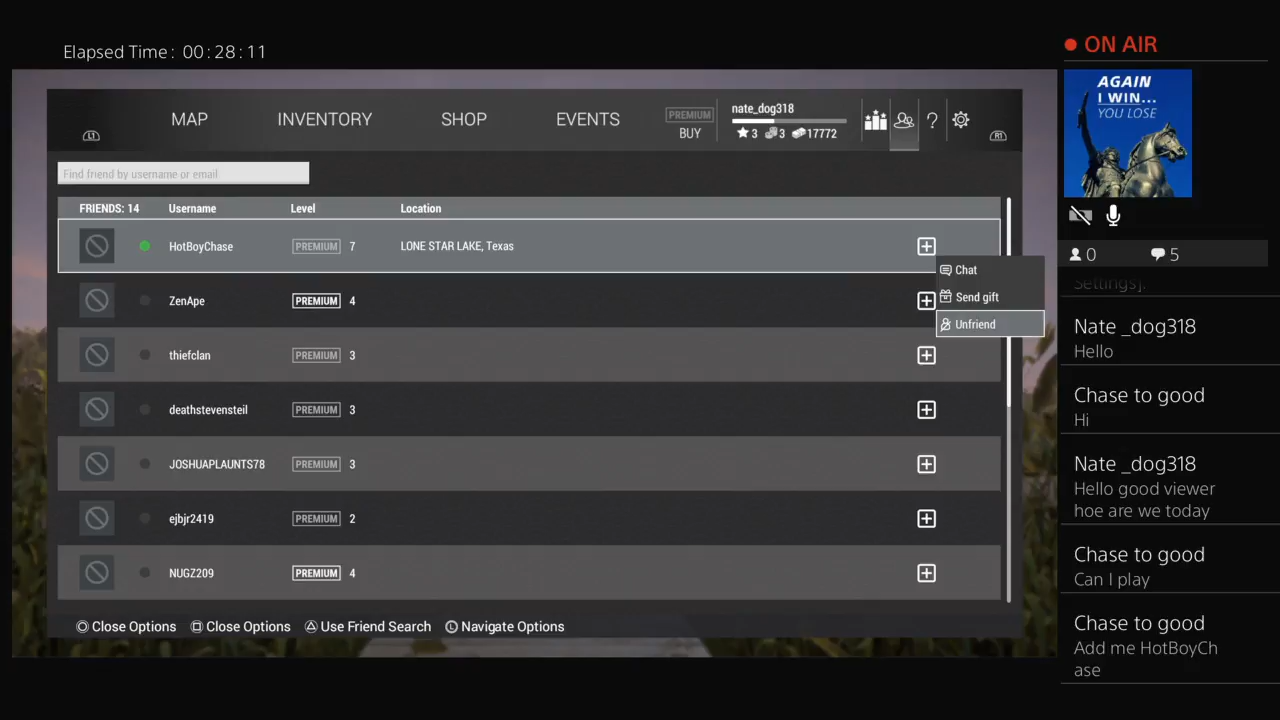 Elapsed Time: 00:28:11
ON AIR
AGAIN
I WIN...
YOU LOSE
L1
MAP
INVENTORY
SHOP
EVENTS
PREMIUM
BUY
nate_dog318
3
3
17772
?
R1
Find friend by username or email
FRIENDS: 14 Username Level Location
HotBoyChase PREMIUM 7 LONE STAR LAKE, Texas
Chat
Send gift
Unfriend
ZenApe PREMIUM 4
thiefclan PREMIUM 3
deathstevensteil PREMIUM 3
JOSHUAPLAUNTS78 PREMIUM 3
ejbjr2419 PREMIUM 2
NUGZ209 PREMIUM 4
Close Options Close Options Use Friend Search L Navigate Options
0 5
Settings].
Nate _dog318
Hello
Chase to good
Hi
Nate _dog318
Hello good viewer
hoe are we today
Chase to good
Can I play
Chase to good
Add me HotBoyCh
ase